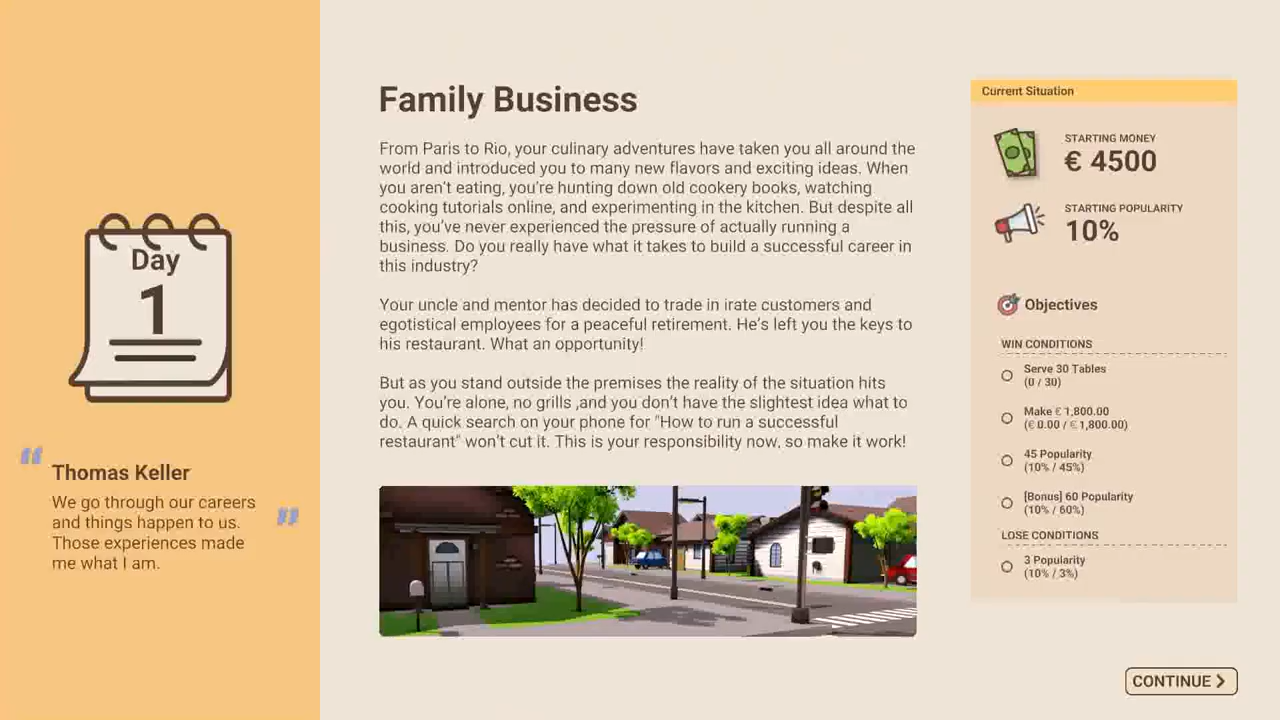 Day
1
Thomas Keller
We go through our careers
and things happen to us.
Those experiences made
me what I am.
Family Business
From Paris to Rio, your culinary adventures have taken you all around the
world and introduced you to many new flavors and exciting ideas. When
you aren't eating, you're hunting down old cookery books, watching
cooking tutorials online, and experimenting in the kitchen. But despite all
this, you've never experienced the pressure of actually running a
business. Do you really have what it takes to build a successful career in
this industry?
Your uncle and mentor has decided to trade in irate customers and
egotistical employees for a peaceful retirement. He's left you the keys to
his restaurant. What an opportunity!
But as you stand outside the premises the reality of the situation hits
you. You're alone, no grills ,and you don't have the slightest idea what to
do. A quick search on your phone for "How to run a successful
restaurant" won't cut it. This is your responsibility now, so make it work!
Current Situation
STARTING MONEY
€ 4500
STARTING POPULARITY
10%
Objectives
WIN CONDITIONS
Serve 30 Tables
(0 / 30)
Make € 1,800.00
(€ 0.00 / € 1,800.00)
45 Popularity
(10% / 45%)
[Bonus] 60 Popularity
(10% / 60%)
LOSE CONDITIONS
3 Popularity
(10% / 3%)
CONTINUE